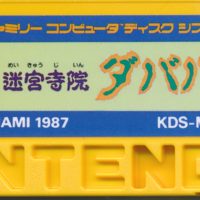 ファミリー コンピュータ ディスク シス
めいきゅうじいん
迷宮寺院 ダババ
AMI 1987 KDS-M
NINTEND